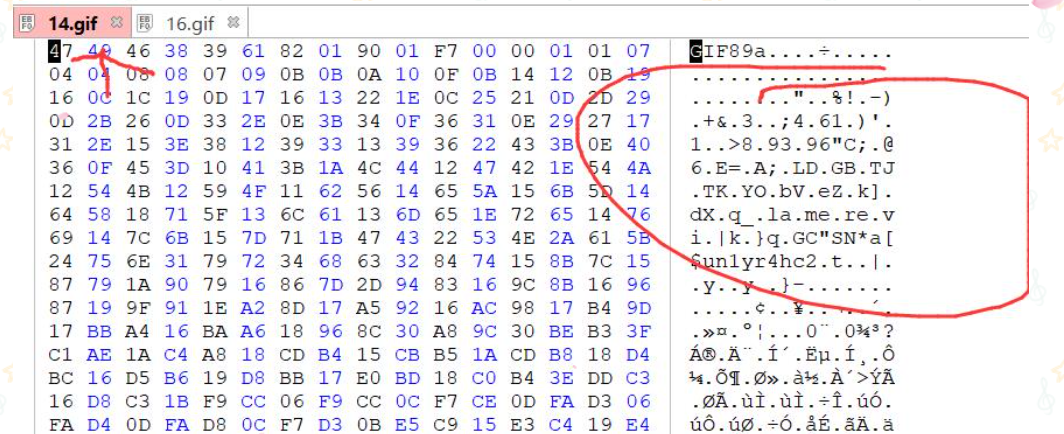 14.gif 16.gif
47 49 46 38 39 61 82 01 90 01 F7 00 00 01 01 07 GIF89a....÷.....
04 04 08 08 07 09 0B 0B 0A 10 0F 0B 14 12 0B 19 ................
16 0C 1C 19 0D 17 16 13 22 1E 0C 25 21 0D 2D 29 ........"..%!.-)
0D 2B 26 0D 33 2E 0E 3B 34 0F 36 31 0E 29 27 17 .+&.3..;4.61.)'.
31 2E 15 3E 38 12 39 33 13 39 36 22 43 3B 0E 40 1..>8.93.96"C;.@
36 0F 45 3D 10 41 3B 1A 4C 44 12 47 42 1E 54 4A 6.E=.A;.LD.GB.TJ
12 54 4B 12 59 4F 11 62 56 14 65 5A 15 6B 5D 14 .TK.YO.bV.eZ.k].
64 58 18 71 5F 13 6C 61 13 6D 65 1E 72 65 14 76 dX.q_.la.me.re.v
69 14 7C 6B 15 7D 71 1B 47 43 22 53 4E 2A 61 5B i.|k.}q.GC"SN*a[
24 75 6E 31 79 72 34 68 63 32 84 74 15 8B 7C 15 $un1yr4hc2.t..|.
87 79 1A 90 79 16 86 7D 2D 94 83 16 9C 8B 16 96 .y..y..}-.......
87 19 9F 91 1E A2 8D 17 A5 92 16 AC 98 17 B4 9D .....¢..¥..¬..´.
17 BB A4 16 BA A6 18 96 8C 30 A8 9C 30 BE B3 3F .»¤.º¦...0¨.0¾³?
C1 AE 1A C4 A8 18 CD B4 15 CB B5 1A CD B8 18 D4 Á®.Ä¨.Í´.Ëµ.Í¸.Ô
BC 16 D5 B6 19 D8 BB 17 E0 BD 18 C0 B4 3E DD C3 ¼.Õ¶.Ø».à½.À´>ÝÃ
16 D8 C3 1B F9 CC 06 F9 CC 0C F7 CE 0D FA D3 06 .ØÃ.ùÌ.ùÌ.÷Î.úÓ.
FA D4 0D FA D8 0C F7 D3 0B E5 C9 15 E3 C4 19 E4 úÔ.úØ.÷Ó.åÉ.ãÄ.ä